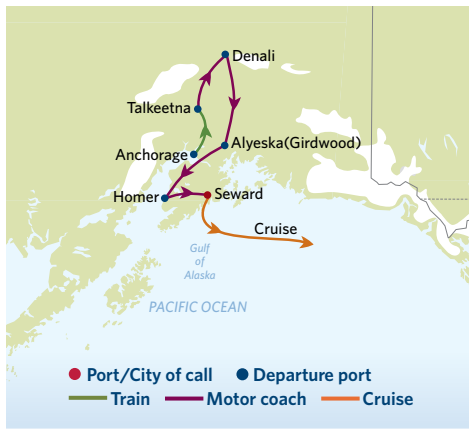 Denali
Talkeetna
Alyeska(Girdwood)
Anchorage
Homer
Seward
Cruise
Gulf
of
Alaska
PACIFIC OCEAN
Port/City of call
Departure port
Train
Motor coach
Cruise